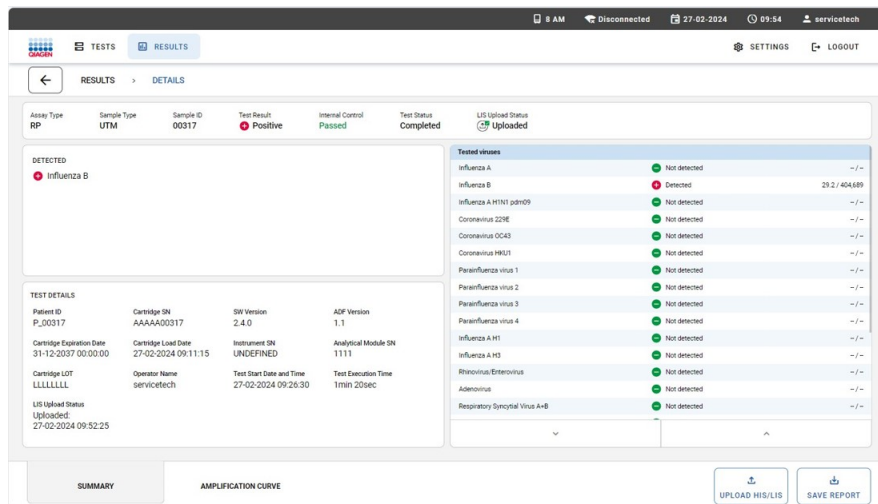 8 AM Disconnected 27-02-2024 09:54 servicetech
QIAGEN TESTS RESULTS SETTINGS LOGOUT
RESULTS > DETAILS
Assay Type Sample Type Sample ID Test Result Internal Control Test Status LIS Upload Status
RP UTM 00317 Positive Passed Completed Uploaded
DETECTED
Influenza B
TEST DETAILS
Patient ID Cartridge SN SW Version ADF Version
P_00317 AAAAA00317 2.4.0 1.1
Cartridge Expiration Date Cartridge Load Date Instrument SN Analytical Module SN
31-12-2037 00:00:00 27-02-2024 09:11:15 UNDEFINED 1111
Cartridge LOT Operator Name Test Start Date and Time Test Execution Time
LLLLLLLL servicetech 27-02-2024 09:26:30 1min 20sec
LIS Upload Status
Uploaded:
27-02-2024 09:52:25
Tested viruses
Influenza A Not detected – / –
Influenza B Detected 29.2 / 404,689
Influenza A H1N1 pdm09 Not detected – / –
Coronavirus 229E Not detected – / –
Coronavirus OC43 Not detected – / –
Coronavirus HKU1 Not detected – / –
Parainfluenza virus 1 Not detected – / –
Parainfluenza virus 2 Not detected – / –
Parainfluenza virus 3 Not detected – / –
Parainfluenza virus 4 Not detected – / –
Influenza A H1 Not detected – / –
Influenza A H3 Not detected – / –
Rhinovirus/Enterovirus Not detected – / –
Adenovirus Not detected – / –
Respiratory Syncytial Virus A+B Not detected – / –
SUMMARY AMPLIFICATION CURVE UPLOAD HIS/LIS SAVE REPORT